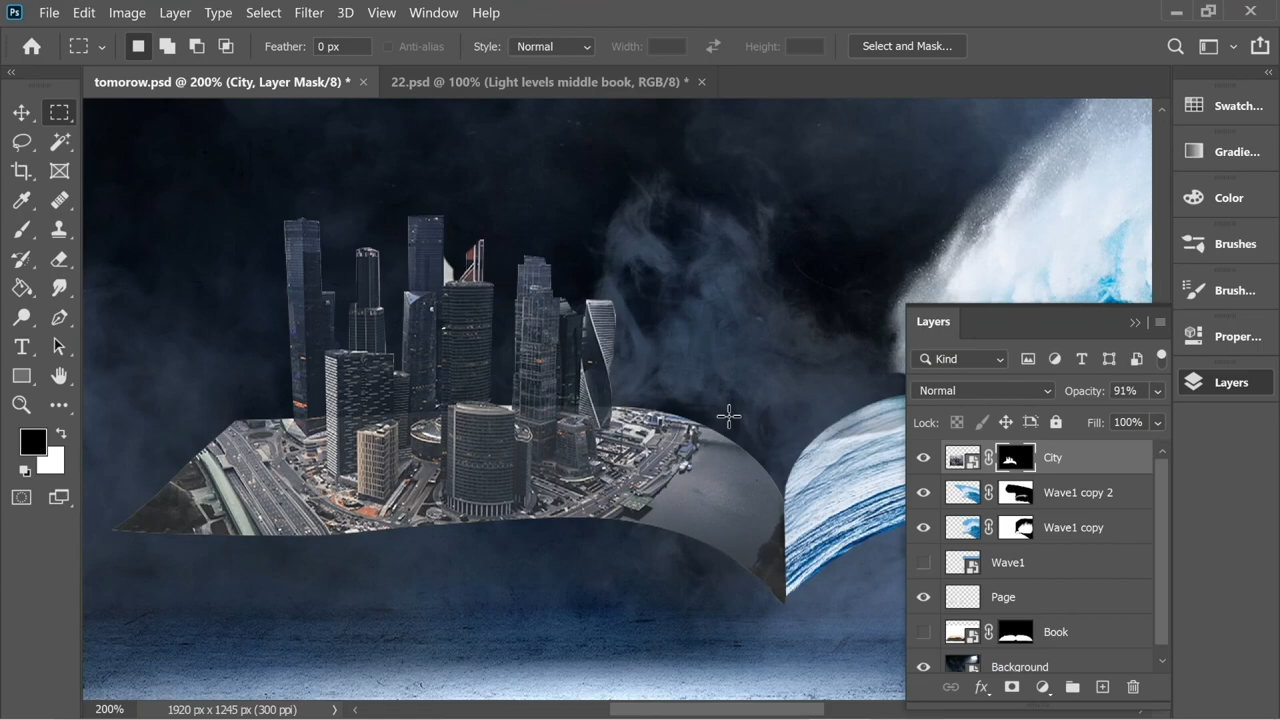 Ps File Edit Image Layer Type Select Filter 3D View Window Help
Feather: 0 px Anti-alias Style: Normal Width: Height: Select and Mask...
tomorow.psd @ 200% (City, Layer Mask/8) * × 22.psd @ 100% (Light levels middle book, RGB/8) * ×
Swatch...
Gradie...
Color
Brushes
Brush...
Proper...
Layers
Layers
Kind
Normal Opacity: 91%
Lock: Fill: 100%
City
Wave1 copy 2
Wave1 copy
Wave1
Page
Book
Background
fx
200% 1920 px x 1245 px (300 ppi)